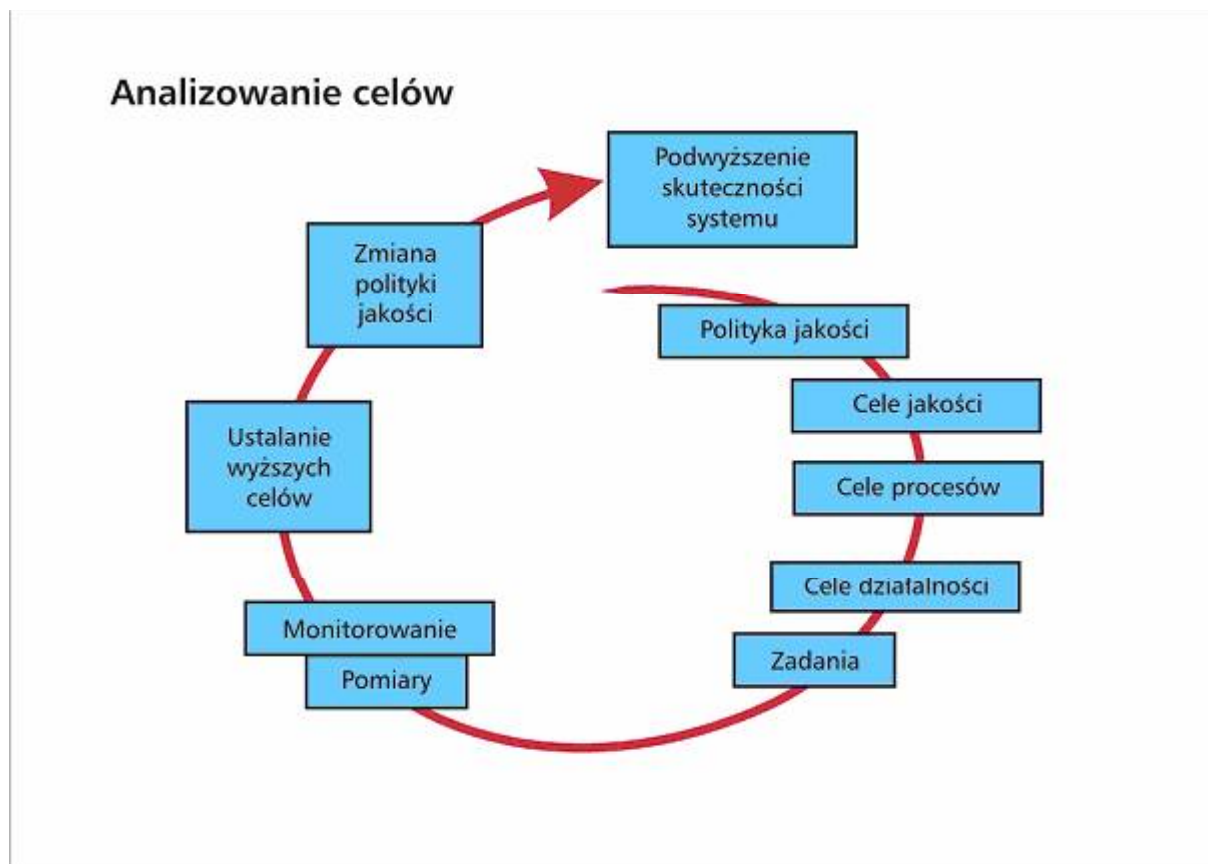 Analizowanie celów
Podwyższenie
skuteczności
systemu
Zmiana
polityki
jakości
Polityka jakości
Cele jakości
Ustalanie
wyższych
celów
Cele procesów
Cele działalności
Monitorowanie
Zadania
Pomiary